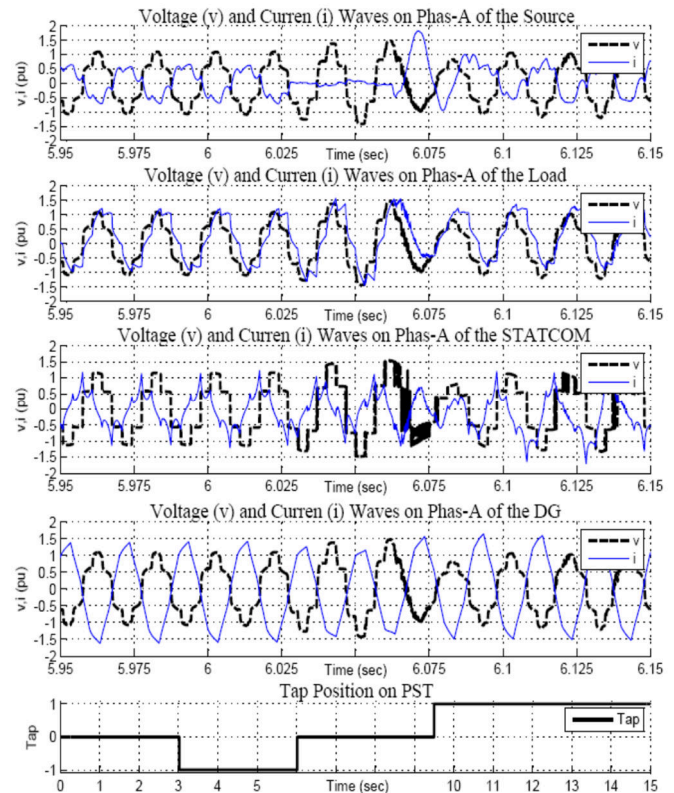 Voltage (v) and Curren (i) Waves on Phas-A of the Source
v,i (pu)
2
1.5
1
0.5
0
-0.5
-1
-1.5
-2
v
i
5.95 5.975 6 6.025 Time (sec) 6.05 6.075 6.1 6.125 6.15
Voltage (v) and Curren (i) Waves on Phas-A of the Load
v,i (pu)
2
1.5
1
0.5
0
-0.5
-1
-1.5
-2
v
i
5.95 5.975 6 6.025 Time (sec) 6.05 6.075 6.1 6.125 6.15
Voltage (v) and Curren (i) Waves on Phas-A of the STATCOM
v,i (pu)
2
1.5
1
0.5
0
-0.5
-1
-1.5
-2
v
i
5.95 5.975 6 6.025 Time (sec) 6.05 6.075 6.1 6.125 6.15
Voltage (v) and Curren (i) Waves on Phas-A of the DG
v,i (pu)
2
1.5
1
0.5
0
-0.5
-1
-1.5
-2
v
i
5.95 5.975 6 6.025 Time (sec) 6.05 6.075 6.1 6.125 6.15
Tap Position on PST
Tap
1
0
-1
Tap
0 1 2 3 4 5 Time (sec) 10 11 12 13 14 15